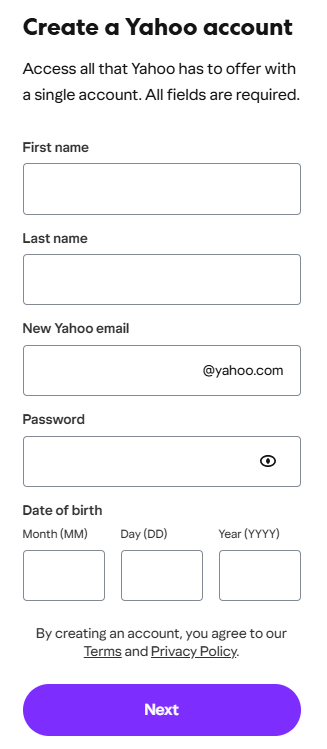 Create a Yahoo account
Access all that Yahoo has to offer with
a single account. All fields are required.
First name
Last name
New Yahoo email
@yahoo.com
Password
Date of birth
Month (MM) Day (DD) Year (YYYY)
By creating an account, you agree to our
Terms and Privacy Policy.
Next